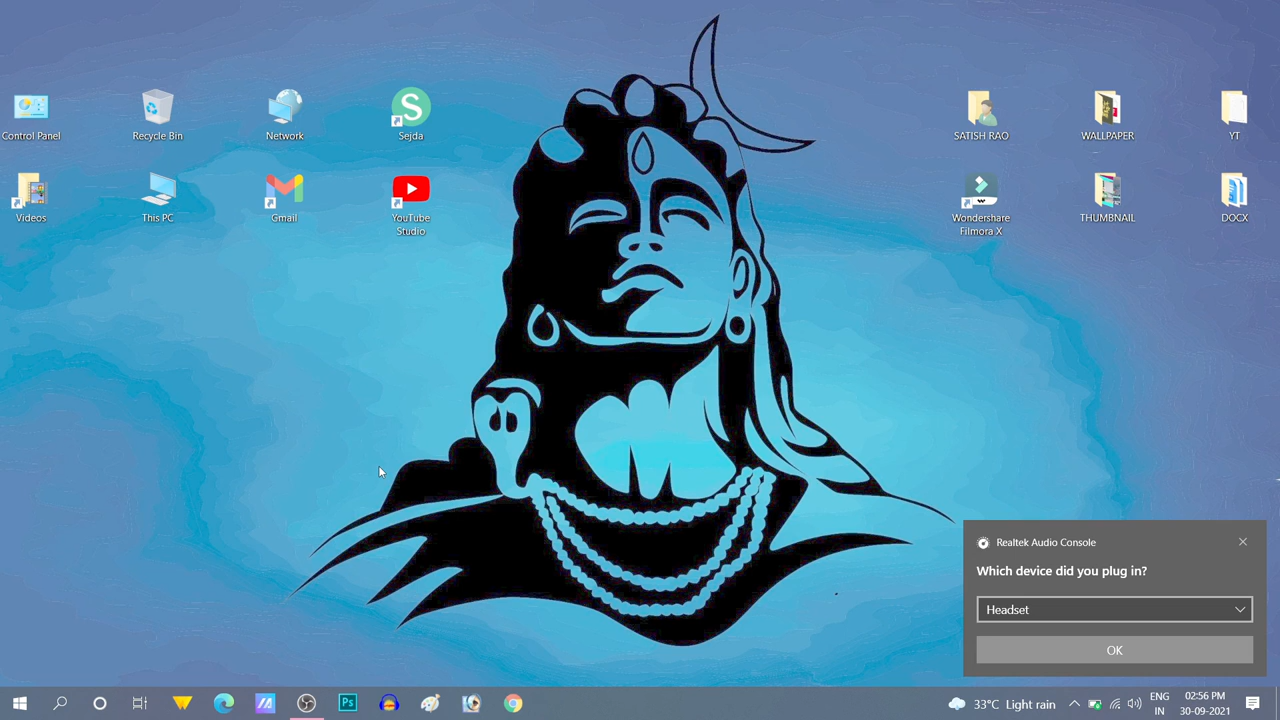 Control Panel
Recycle Bin
Network
Sejda
SATISH RAO
WALLPAPER
YT
Videos
This PC
Gmail
YouTube
Studio
Wondershare
Filmora X
THUMBNAIL
DOCX
Realtek Audio Console
Which device did you plug in?
Headset
OK
Ps
33°C Light rain
ENG
IN
02:56 PM
30-09-2021